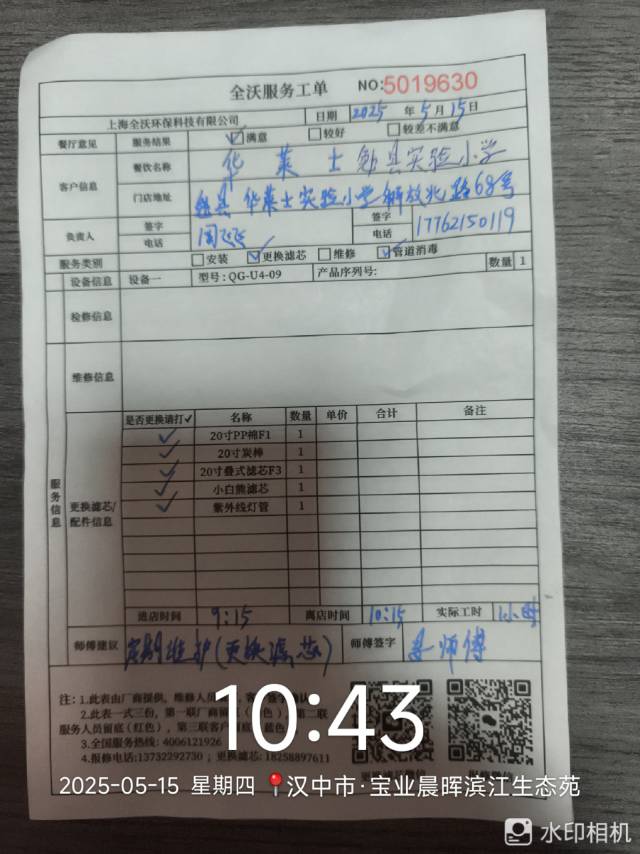 全沃服务工单 NO:5019630
上海全沃环保科技有限公司 日期 2025 年 5 月 15 日
餐厅意见 服务结果 ☑满意 □较好 □较差不满意
客户信息 餐饮名称 华莱士勉县实验小学
门店地址 勉县华莱士实验小学解放北路68号
负责人 签字 闫飞飞 签字
电话 电话 17762150119
服务类别 □安装 ☑更换滤芯 □维修 ☑管道消毒
设备信息 设备一 型号:QG-U4-09 产品序列号: 数量 1
检修信息
维修信息
服务信息
更换滤芯/配件信息
是否更换请打✓ 名称 数量 单价 合计 备注
✓ 20寸PP棉F1 1
✓ 20寸炭棒 1
✓ 20寸叠式滤芯F3 1
✓ 小白熊滤芯 1
✓ 紫外线灯管 1
进店时间 9:15 离店时间 10:15 实际工时 1小时
师傅建议 定期维护(更换滤芯) 师傅签字 师傅
注:1.此表由厂商提供,维修人员
2.此表一式三份,第一联厂商留底 第二联
服务人员留底(红色),第三联客户
3.全国服务热线:4006121926
4.报修电话:13732292730;更换滤芯:18258897611
10:43
2025-05-15 星期四 📍汉中市·宝业晨晖滨江生态苑
水印相机